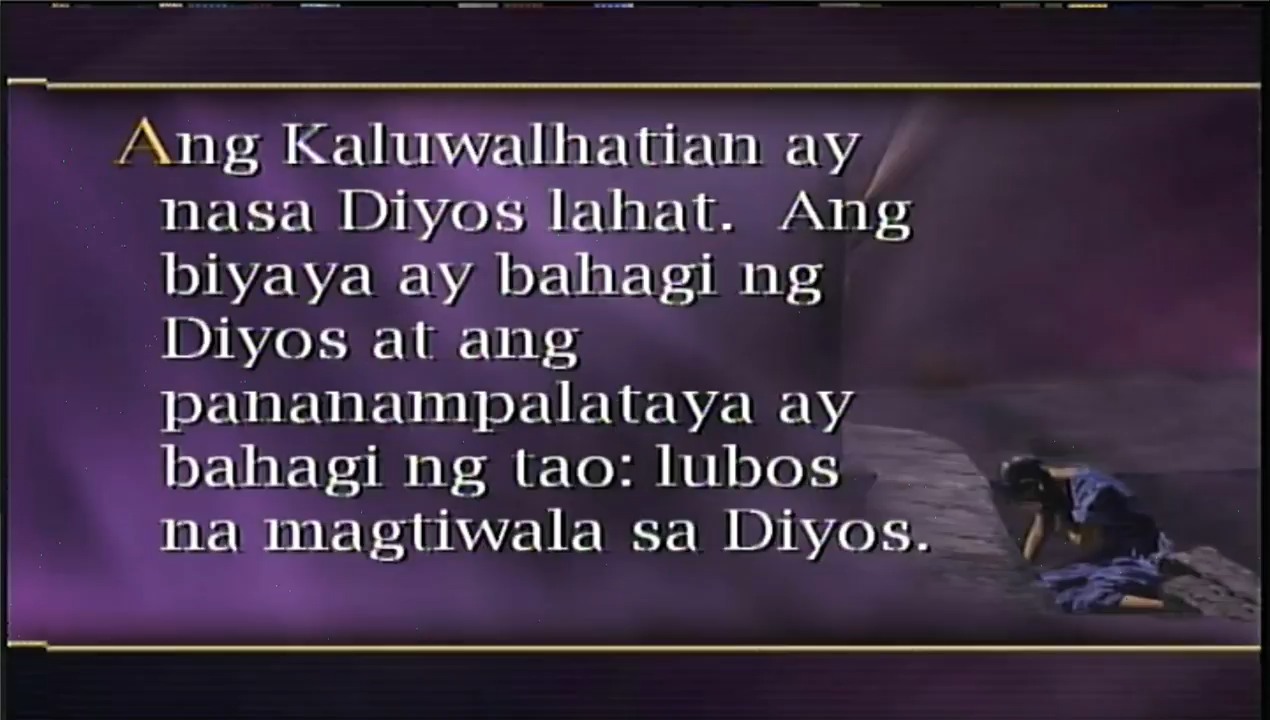 Ang Kaluwalhatian ay
nasa Diyos lahat. Ang
biyaya ay bahagi ng
Diyos at ang
pananampalataya ay
bahagi ng tao: lubos
na magtiwala sa Diyos.